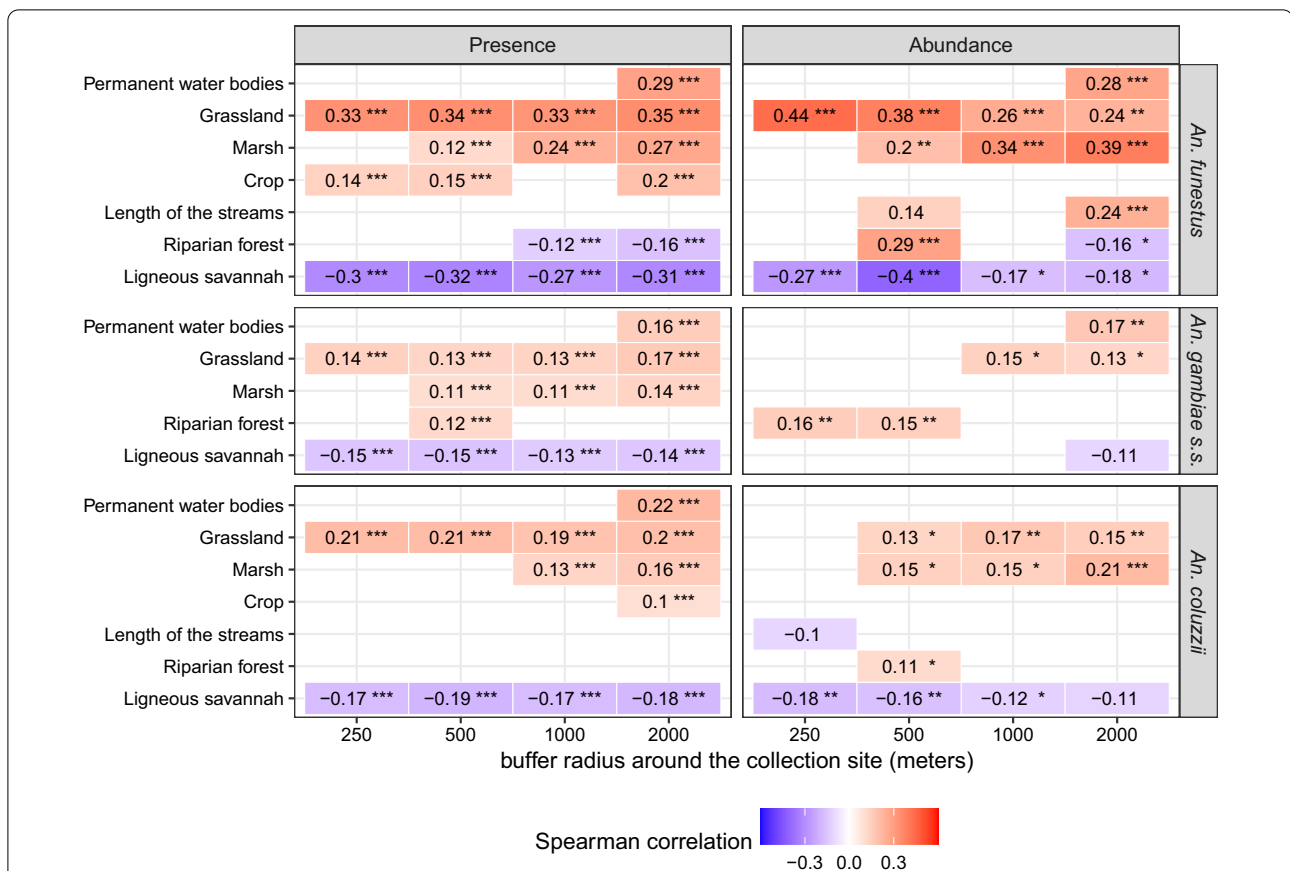 Presence Abundance
Permanent water bodies 0.29 *** 0.28 ***
Grassland 0.33 *** 0.34 *** 0.33 *** 0.35 *** 0.44 *** 0.38 *** 0.26 *** 0.24 **
Marsh 0.12 *** 0.24 *** 0.27 *** 0.2 ** 0.34 *** 0.39 ***
Crop 0.14 *** 0.15 *** 0.2 ***
Length of the streams 0.14 0.24 ***
Riparian forest −0.12 *** −0.16 *** 0.29 *** −0.16 *
Ligneous savannah −0.3 *** −0.32 *** −0.27 *** −0.31 *** −0.27 *** −0.4 *** −0.17 * −0.18 *
An. funestus
Permanent water bodies 0.16 *** 0.17 **
Grassland 0.14 *** 0.13 *** 0.13 *** 0.17 *** 0.15 * 0.13 *
Marsh 0.11 *** 0.11 *** 0.14 ***
Riparian forest 0.12 *** 0.16 ** 0.15 **
Ligneous savannah −0.15 *** −0.15 *** −0.13 *** −0.14 *** −0.11
An. gambiae s.s.
Permanent water bodies 0.22 ***
Grassland 0.21 *** 0.21 *** 0.19 *** 0.2 *** 0.13 * 0.17 ** 0.15 **
Marsh 0.13 *** 0.16 *** 0.15 * 0.15 * 0.21 ***
Crop 0.1 ***
Length of the streams −0.1
Riparian forest 0.11 *
Ligneous savannah −0.17 *** −0.19 *** −0.17 *** −0.18 *** −0.18 ** −0.16 ** −0.12 * −0.11
An. coluzzii
250 500 1000 2000 250 500 1000 2000
buffer radius around the collection site (meters)
Spearman correlation
−0.3 0.0 0.3